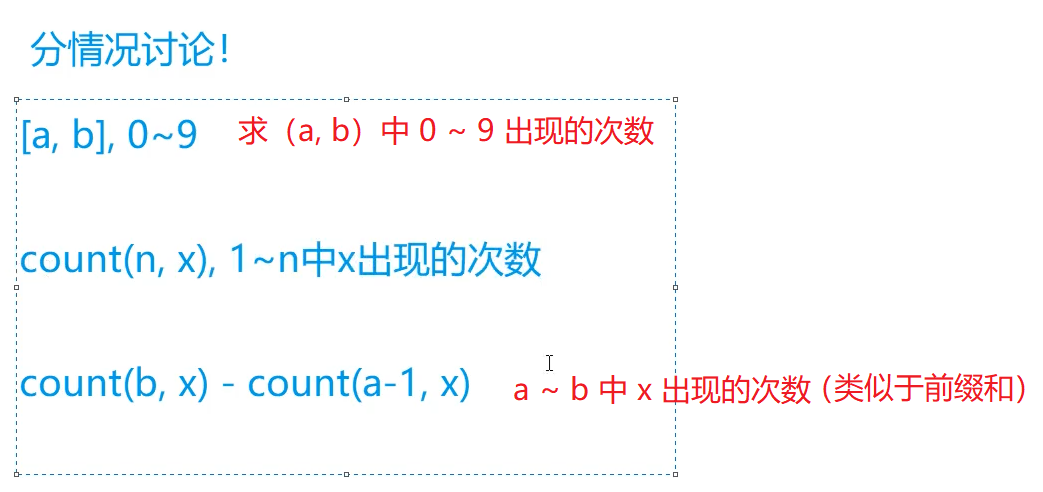 分情况讨论！
[a, b], 0~9 求（a, b）中 0 ~ 9 出现的次数
count(n, x), 1~n中x出现的次数
count(b, x) - count(a-1, x) a ~ b 中 x 出现的次数（类似于前缀和）